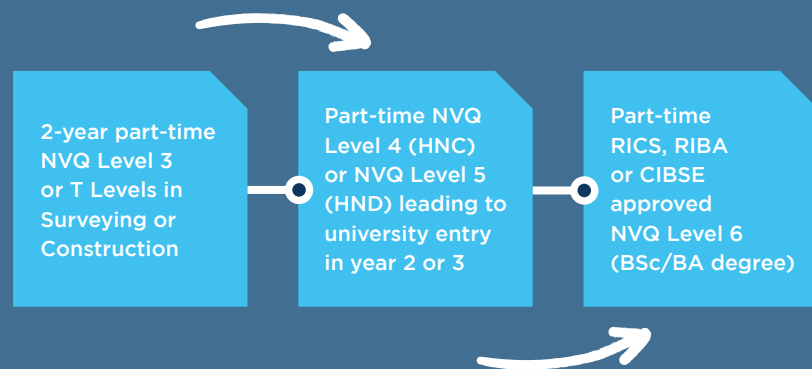 2-year part-time
NVQ Level 3
or T Levels in
Surveying or
Construction
Part-time NVQ
Level 4 (HNC)
or NVQ Level 5
(HND) leading to
university entry
in year 2 or 3
Part-time
RICS, RIBA
or CIBSE
approved
NVQ Level 6
(BSc/BA degree)